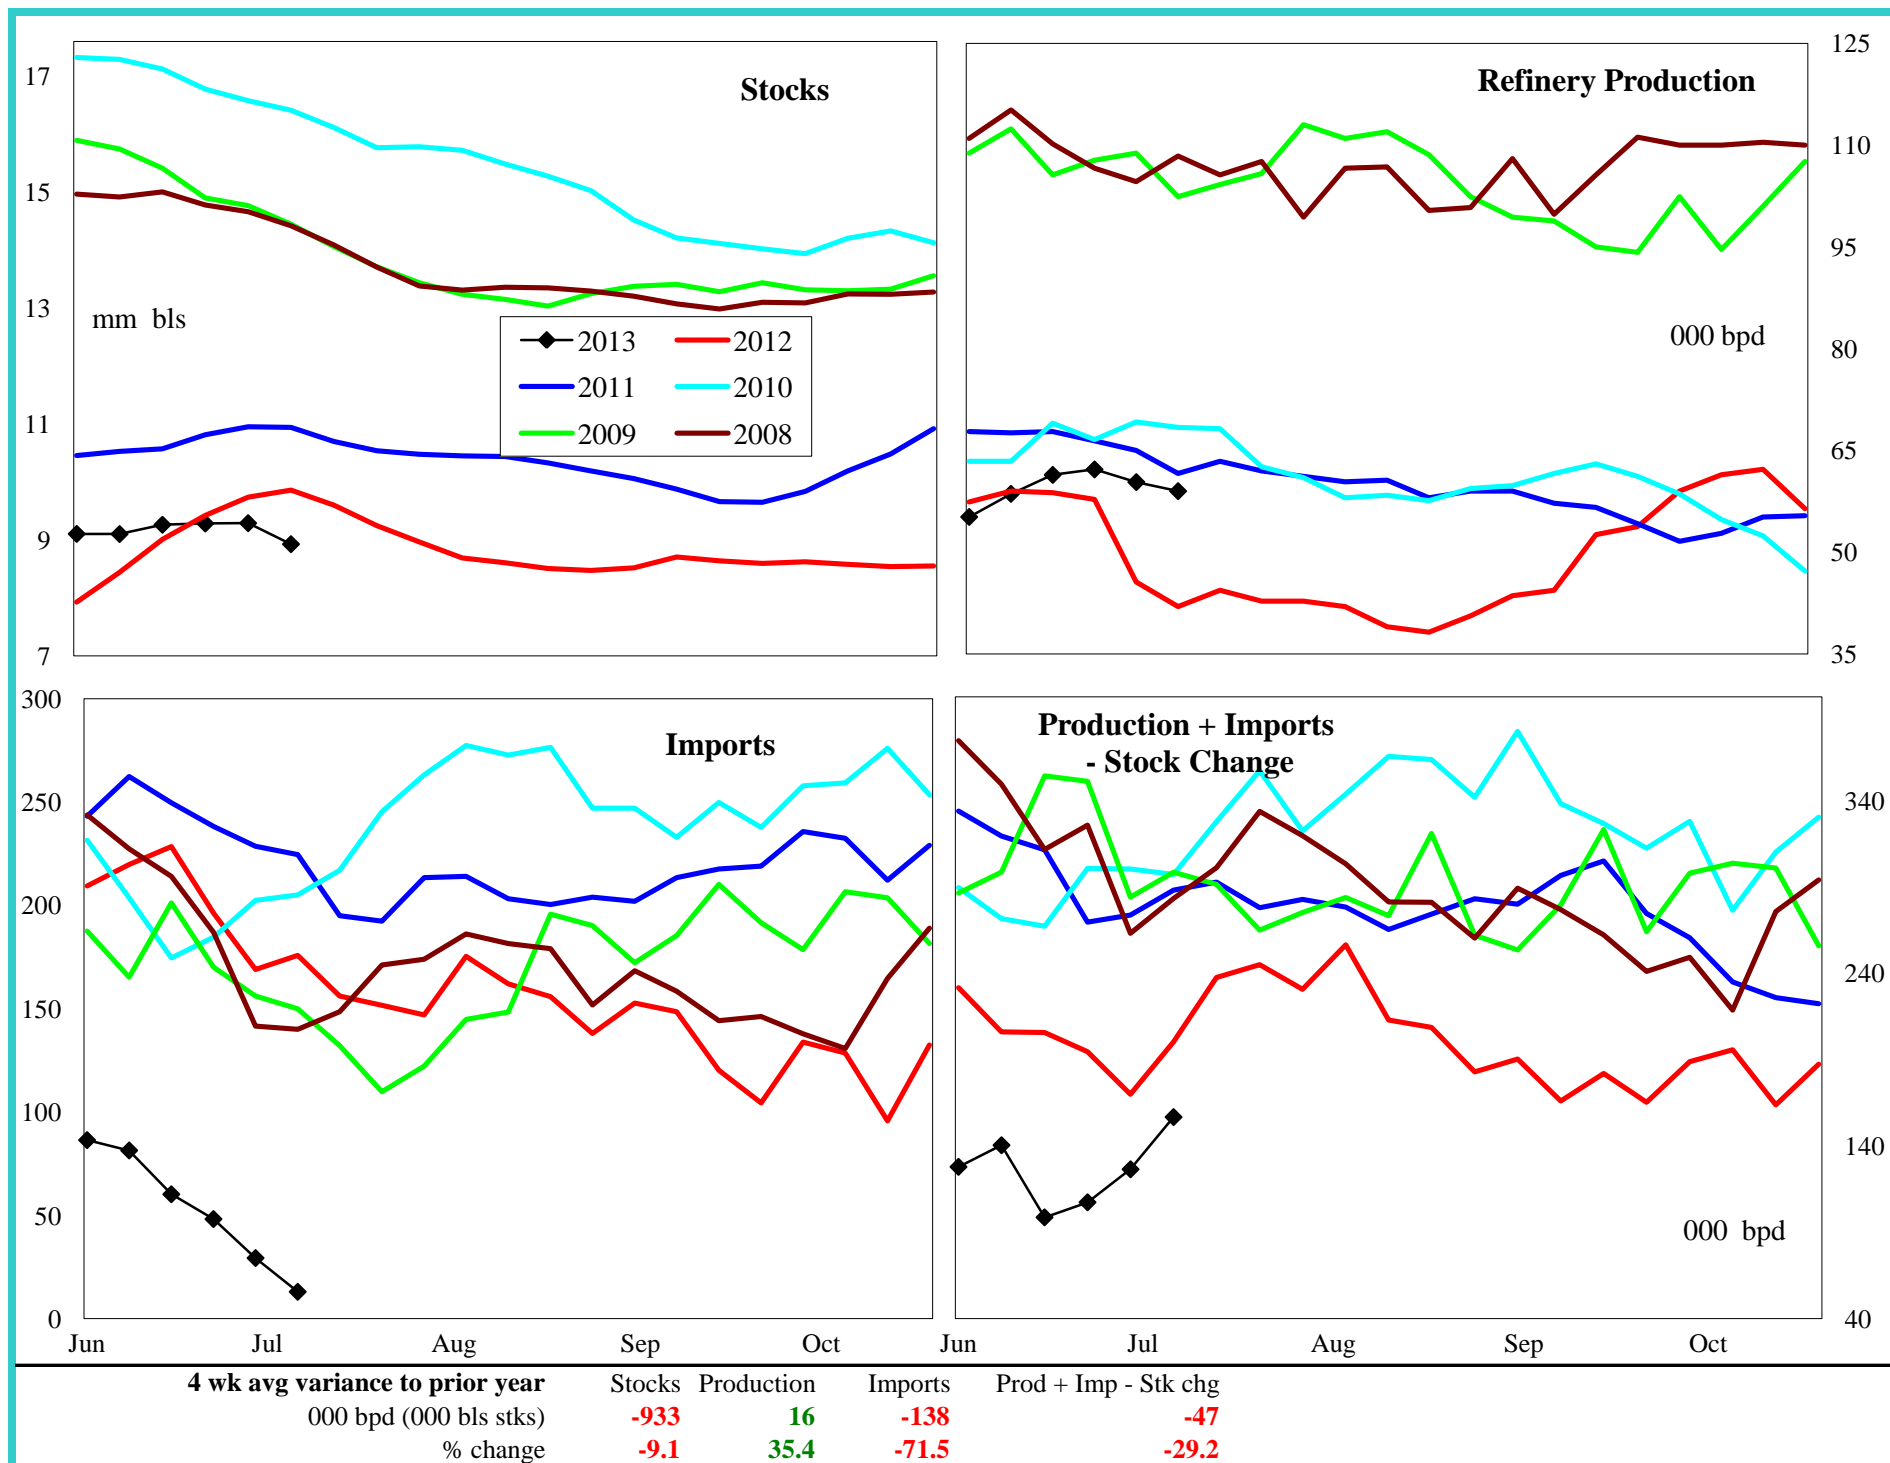 Stocks
17
15
13
11
9
7
mm bls
2013
2012
2011
2010
2009
2008
Refinery Production
125
110
95
80
65
50
35
000 bpd
Imports
300
250
200
150
100
50
0
Jun Jul Aug Sep Oct
Production + Imports
- Stock Change
340
240
140
40
000 bpd
Jun Jul Aug Sep Oct
4 wk avg variance to prior year Stocks Production Imports Prod + Imp - Stk chg
000 bpd (000 bls stks) -933 16 -138 -47
% change -9.1 35.4 -71.5 -29.2